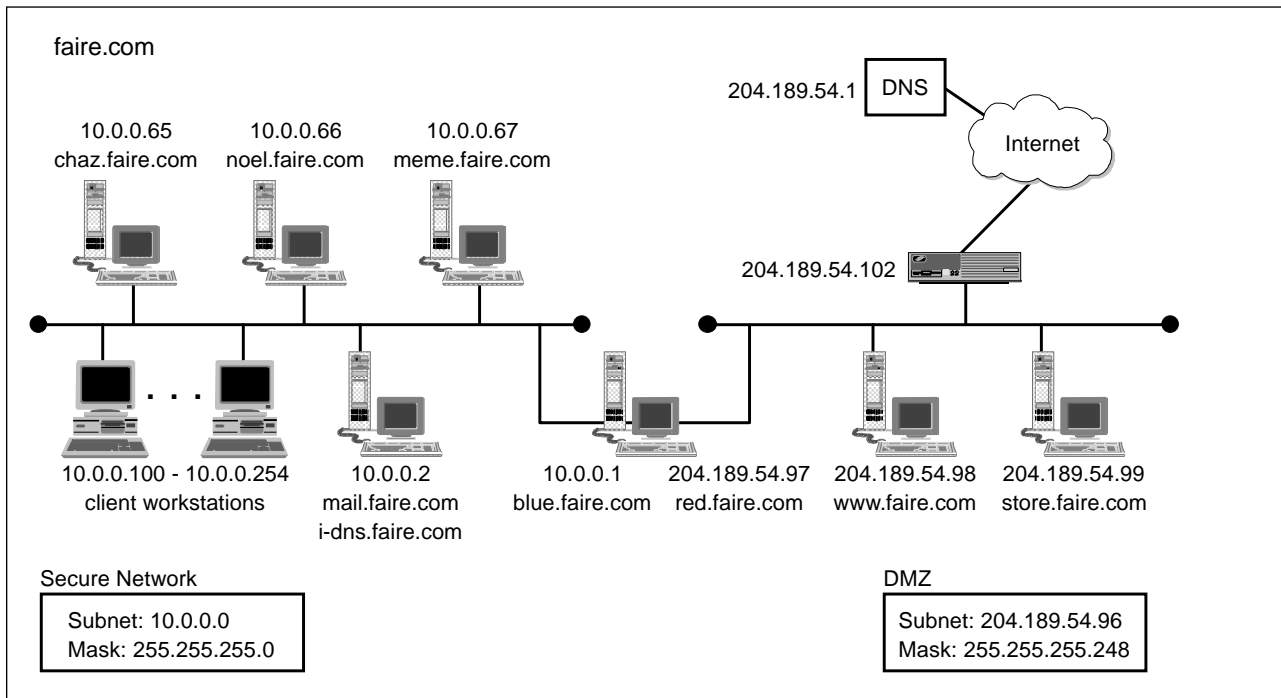 faire.com
204.189.54.1
DNS
Internet
10.0.0.65
chaz.faire.com
10.0.0.66
noel.faire.com
10.0.0.67
meme.faire.com
204.189.54.102
. . .
10.0.0.100 - 10.0.0.254
client workstations
10.0.0.2
mail.faire.com
i-dns.faire.com
10.0.0.1
blue.faire.com
204.189.54.97
red.faire.com
204.189.54.98
www.faire.com
204.189.54.99
store.faire.com
Secure Network
Subnet: 10.0.0.0
Mask: 255.255.255.0
DMZ
Subnet: 204.189.54.96
Mask: 255.255.255.248